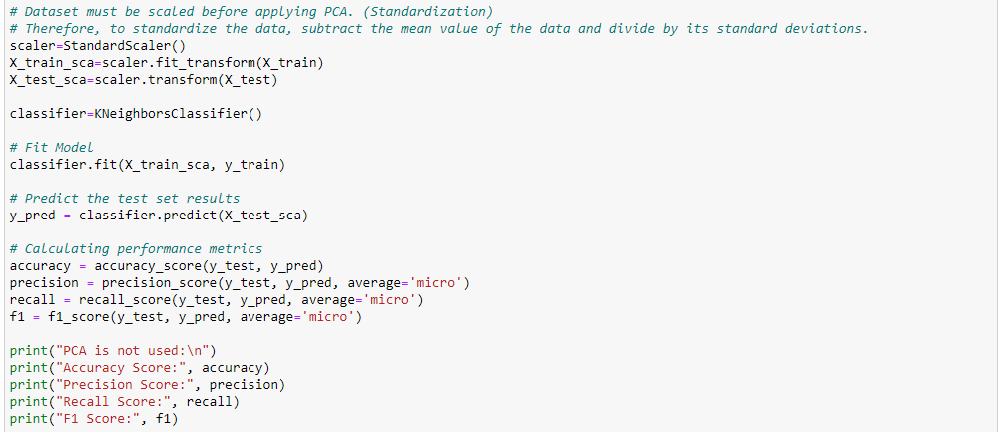 # Dataset must be scaled before applying PCA. (Standardization)
# Therefore, to standardize the data, subtract the mean value of the data and divide by its standard deviations.
scaler=StandardScaler()
X_train_sca=scaler.fit_transform(X_train)
X_test_sca=scaler.transform(X_test)
classifier=KNeighborsClassifier()
# Fit Model
classifier.fit(X_train_sca, y_train)
# Predict the test set results
y_pred = classifier.predict(X_test_sca)
# Calculating performance metrics
accuracy = accuracy_score(y_test, y_pred)
precision = precision_score(y_test, y_pred, average='micro')
recall = recall_score(y_test, y_pred, average='micro')
f1 = f1_score(y_test, y_pred, average='micro')
print("PCA is not used:\n")
print("Accuracy Score:", accuracy)
print("Precision Score:", precision)
print("Recall Score:", recall)
print("F1 Score:", f1)